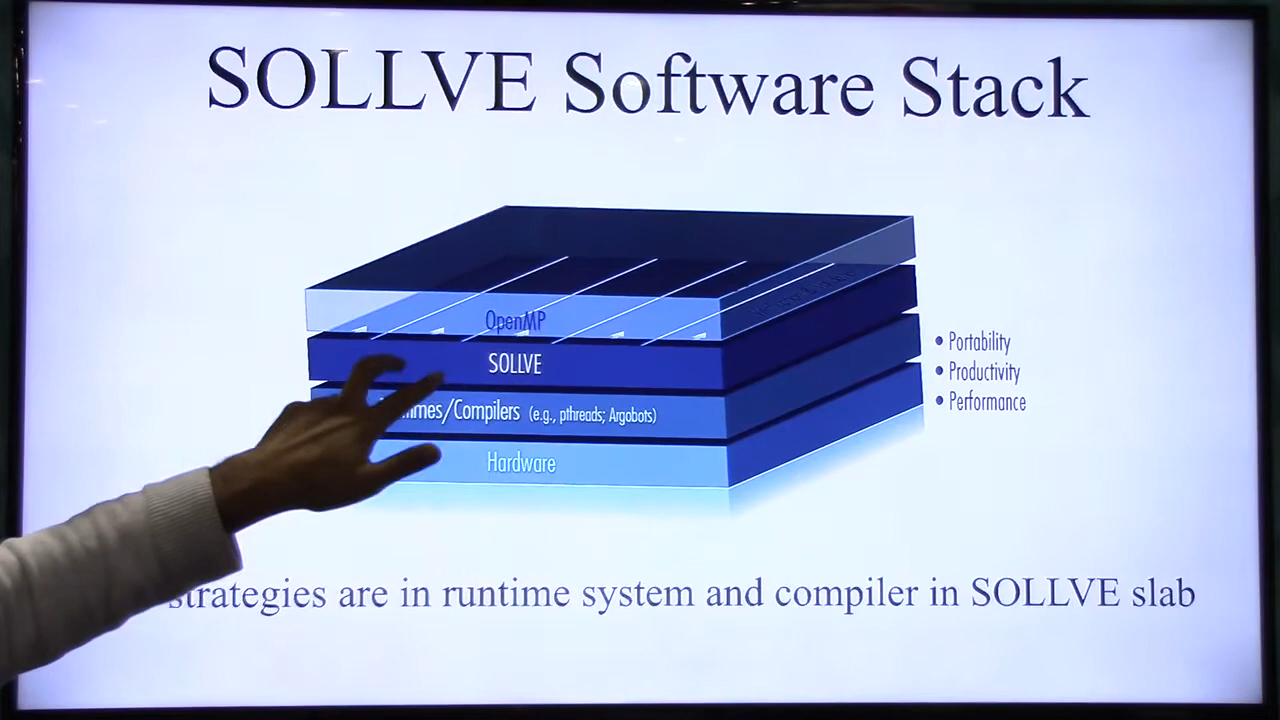 SOLLVE Software Stack
OpenMP
SOLLVE
/Compilers (e.g., pthreads; Argobots)
Hardware
• Portability
• Productivity
• Performance
strategies are in runtime system and compiler in SOLLVE slab